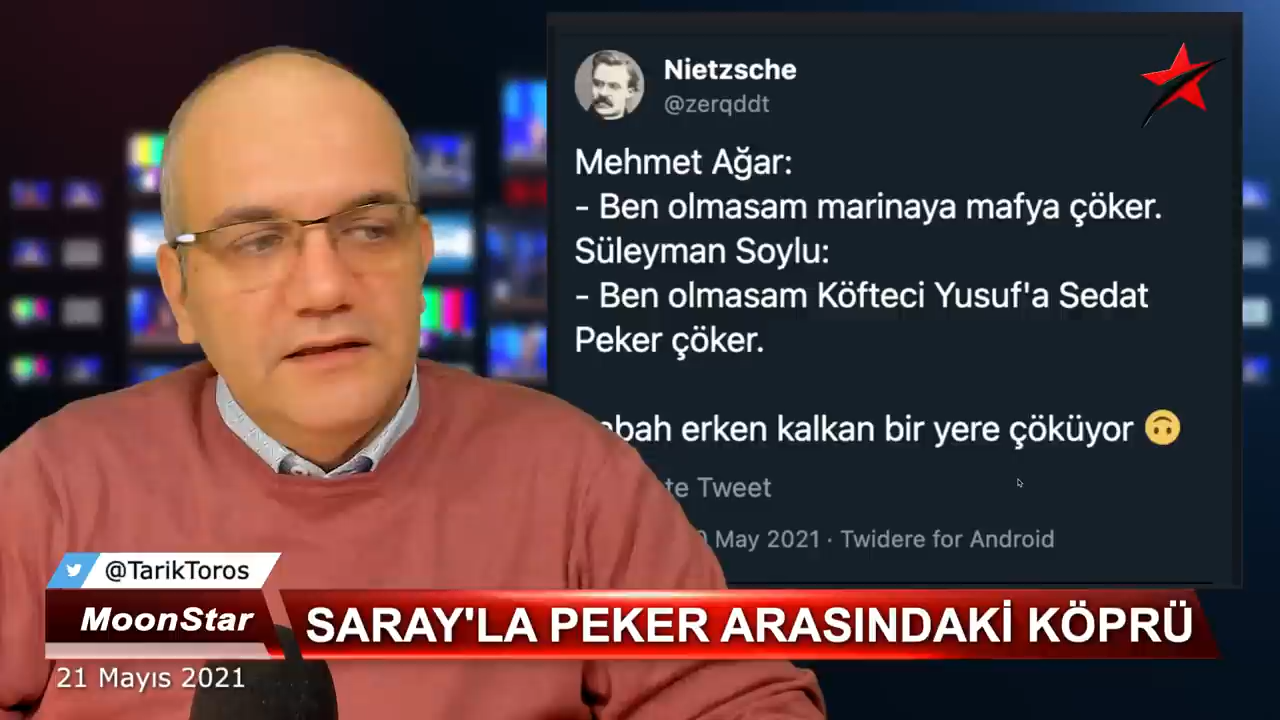 Nietzsche
@zerqddt
Mehmet Ağar:
- Ben olmasam marinaya mafya çöker.
Süleyman Soylu:
- Ben olmasam Köfteci Yusuf'a Sedat
Peker çöker.
erken kalkan bir yere çöküyor 🙃
Tweet
May 2021 · Twidere for Android
@TarikToros
MoonStar
SARAY'LA PEKER ARASINDAKİ KÖPRÜ
21 Mayıs 2021